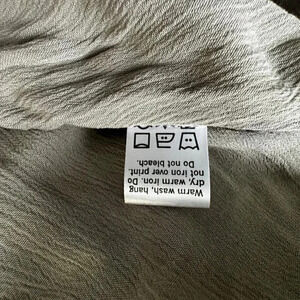 Warm wash, hang
dry, warm iron. Do
not iron over print.
Do not bleach.